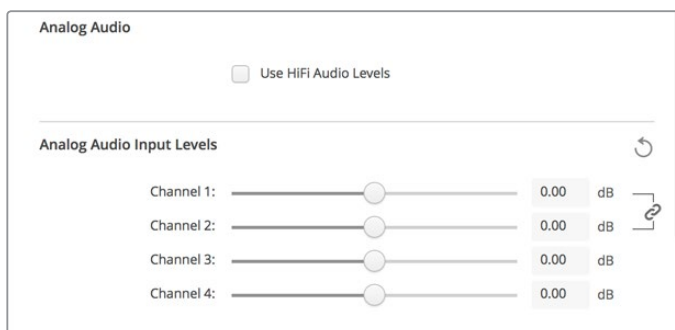 Analog Audio
Use HiFi Audio Levels
Analog Audio Input Levels
Channel 1: 0.00 dB
Channel 2: 0.00 dB
Channel 3: 0.00 dB
Channel 4: 0.00 dB